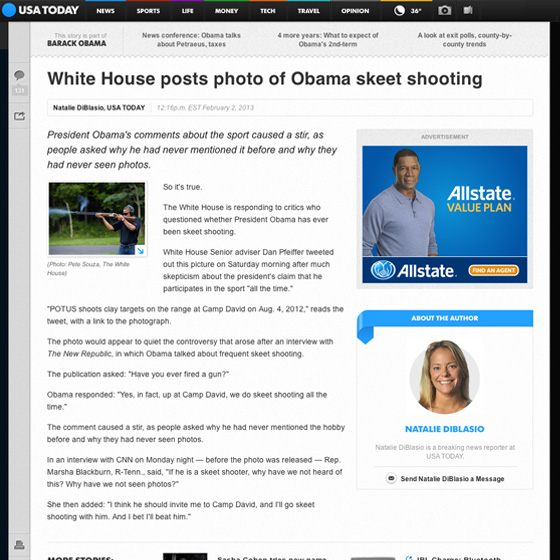 USA TODAY
NEWS SPORTS LIFE MONEY TECH TRAVEL OPINION 36°
This story is part of
BARACK OBAMA
News conference: Obama talks
about Petraeus, taxes
4 more years: What to expect of
Obama's 2nd-term
A look at exit polls, county-by-
county trends
131
White House posts photo of Obama skeet shooting
Natalie DiBlasio, USA TODAY 12:16p.m. EST February 2, 2013
President Obama's comments about the sport caused a stir, as
people asked why he had never mentioned it before and why they
had never seen photos.
(Photo: Pete Souza, The White
House)
So it's true.
The White House is responding to critics who
questioned whether President Obama has ever
been skeet shooting.
White House Senior adviser Dan Pfeiffer tweeted
out this picture on Saturday morning after much
skepticism about the president's claim that he
participates in the sport "all the time."
"POTUS shoots clay targets on the range at Camp David on Aug. 4, 2012," reads the
tweet, with a link to the photograph.
The photo would appear to quiet the controversy that arose after an interview with
The New Republic, in which Obama talked about frequent skeet shooting.
The publication asked: "Have you ever fired a gun?"
Obama responded: "Yes, in fact, up at Camp David, we do skeet shooting all the
time."
The comment caused a stir, as people asked why he had never mentioned the hobby
before and why they had never seen photos.
In an interview with CNN on Monday night — before the photo was released — Rep.
Marsha Blackburn, R-Tenn., said, "If he is a skeet shooter, why have we not heard of
this? Why have we not seen photos?"
She then added: "I think he should invite me to Camp David, and I'll go skeet
shooting with him. And I bet I'll beat him."
ADVERTISEMENT
Allstate
VALUE PLAN
Allstate.
FIND AN AGENT
ABOUT THE AUTHOR
NATALIE DIBLASIO
Natalie DiBlasio is a breaking news reporter at
USA TODAY.
Send Natalie DiBlasio a Message
MORE STORIES: